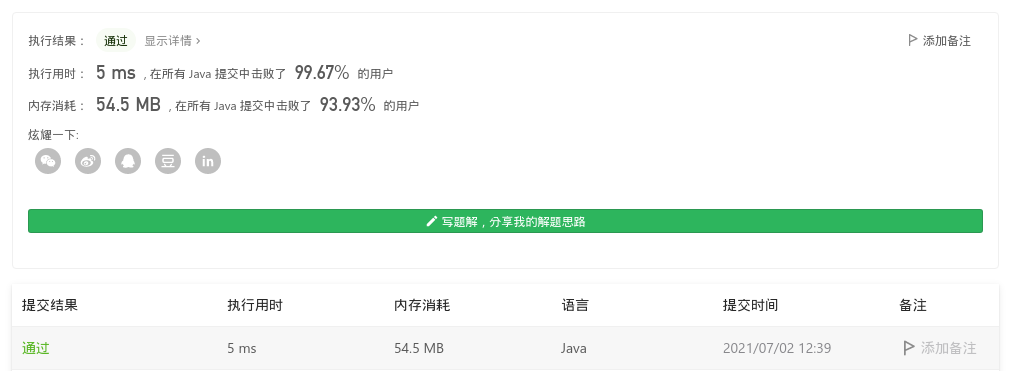 执行结果： 通过 显示详情 › 添加备注
执行用时： 5 ms , 在所有 Java 提交中击败了 99.67% 的用户
内存消耗： 54.5 MB , 在所有 Java 提交中击败了 93.93% 的用户
炫耀一下:
豆 in
写题解，分享我的解题思路
提交结果 执行用时 内存消耗 语言 提交时间 备注
通过 5 ms 54.5 MB Java 2021/07/02 12:39 添加备注